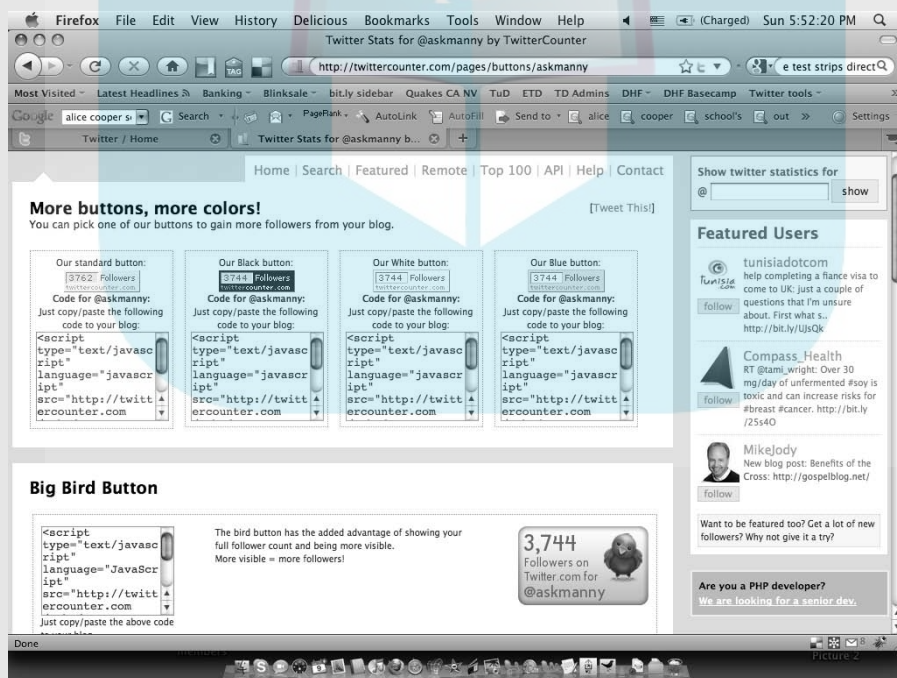 Firefox File Edit View History Delicious Bookmarks Tools Window Help (Charged) Sun 5:52:20 PM
Twitter Stats for @askmanny by TwitterCounter
http://twittercounter.com/pages/buttons/askmanny e test strips direct
Most Visited Latest Headlines Banking Blinksale bit.ly sidebar Quakes CA NV TuD ETD TD Admins DHF DHF Basecamp Twitter tools
Google alice cooper s Search PageRank AutoLink AutoFill Send to alice cooper school's out Settings
Twitter / Home Twitter Stats for @askmanny b...
Home | Search | Featured | Remote | Top 100 | API | Help | Contact
More buttons, more colors! [Tweet This!]
You can pick one of our buttons to gain more followers from your blog.
Our standard button: Our Black button: Our White button: Our Blue button:
3762 Followers 3744 Followers 3744 Followers 3744 Followers
twittercounter.com twittercounter.com twittercounter.com twittercounter.com
Code for @askmanny: Code for @askmanny: Code for @askmanny: Code for @askmanny:
Just copy/paste the following Just copy/paste the following Just copy/paste the following Just copy/paste the following
code to your blog: code to your blog: code to your blog: code to your blog:
<script <script <script <script
type="text/javasc type="text/javasc type="text/javasc type="text/javasc
ript" ript" ript" ript"
language="javascr language="javascr language="javascr language="javascr
ipt" ipt" ipt" ipt"
src="http://twitt src="http://twitt src="http://twitt src="http://twitt
ercounter.com ercounter.com ercounter.com ercounter.com
Big Bird Button
<script
type="text/javasc
ript"
language="JavaScr
ipt"
src="http://twitt
ercounter.com
Just copy/paste the above code
The bird button has the added advantage of showing your
full follower count and being more visible.
More visible = more followers!
3,744
Followers on
Twitter.com for
@askmanny
Show twitter statistics for
@ show
Featured Users
tunisiadotcom
help completing a fiance visa to
come to UK: just a couple of
questions that I'm unsure
about. First what s..
http://bit.ly/UJsQk
tunisia
.com
follow
Compass_Health
RT @tami_wright: Over 30
mg/day of unfermented #soy is
toxic and can increase risks for
#breast #cancer. http://bit.ly
/25s4O
follow
MikeJody
New blog post: Benefits of the
Cross: http://gospelblog.net/
follow
Want to be featured too? Get a lot of new
followers? Why not give it a try?
Are you a PHP developer?
We are looking for a senior dev.
Done 8
Picture 2